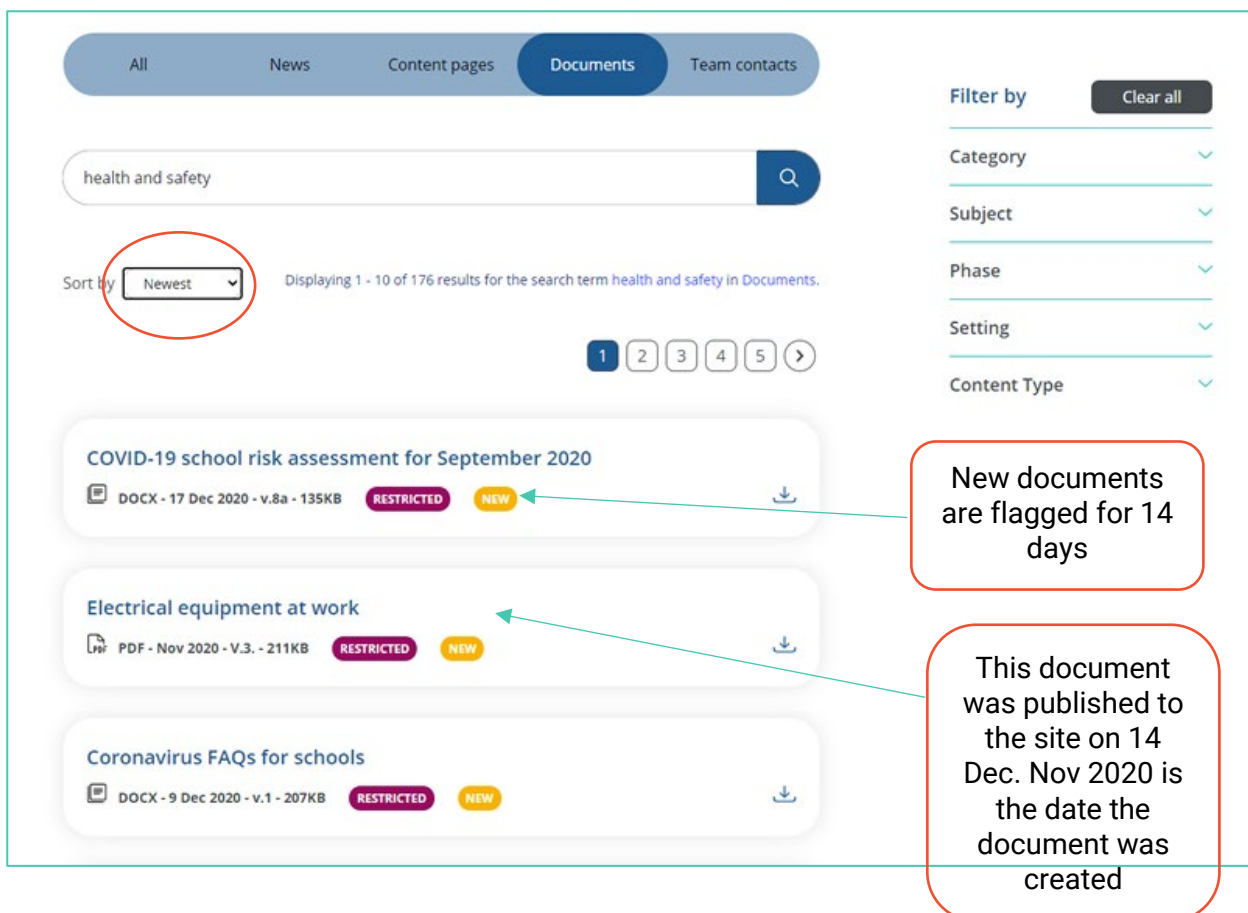 All News Content pages Documents Team contacts
Filter by Clear all
Category
health and safety
Subject
Sort by Newest Displaying 1 - 10 of 176 results for the search term health and safety in Documents.
Phase
Setting
1 2 3 4 5
Content Type
COVID-19 school risk assessment for September 2020
DOCX - 17 Dec 2020 - v.8a - 135KB RESTRICTED NEW
New documents
are flagged for 14
days
Electrical equipment at work
PDF PDF - Nov 2020 - V.3. - 211KB RESTRICTED NEW
This document
was published to
the site on 14
Dec. Nov 2020 is
the date the
document was
created
Coronavirus FAQs for schools
DOCX - 9 Dec 2020 - v.1 - 207KB RESTRICTED NEW